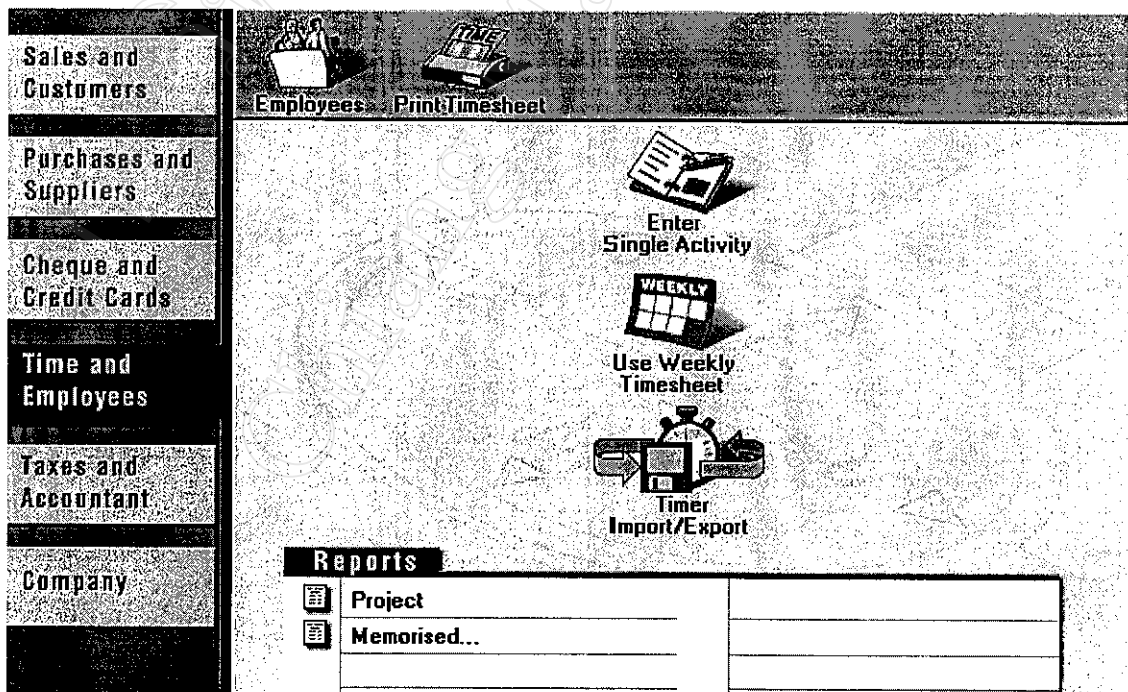 Sales and
Customers
Purchases and
Suppliers
Cheque and
Credit Cards
Time and
Employees
Taxes and
Accountant
Company
TIME
Employees
Print Timesheet
Enter
Single Activity
WEEKLY
Use Weekly
Timesheet
Timer
Import/Export
Reports
Project
Memorised...